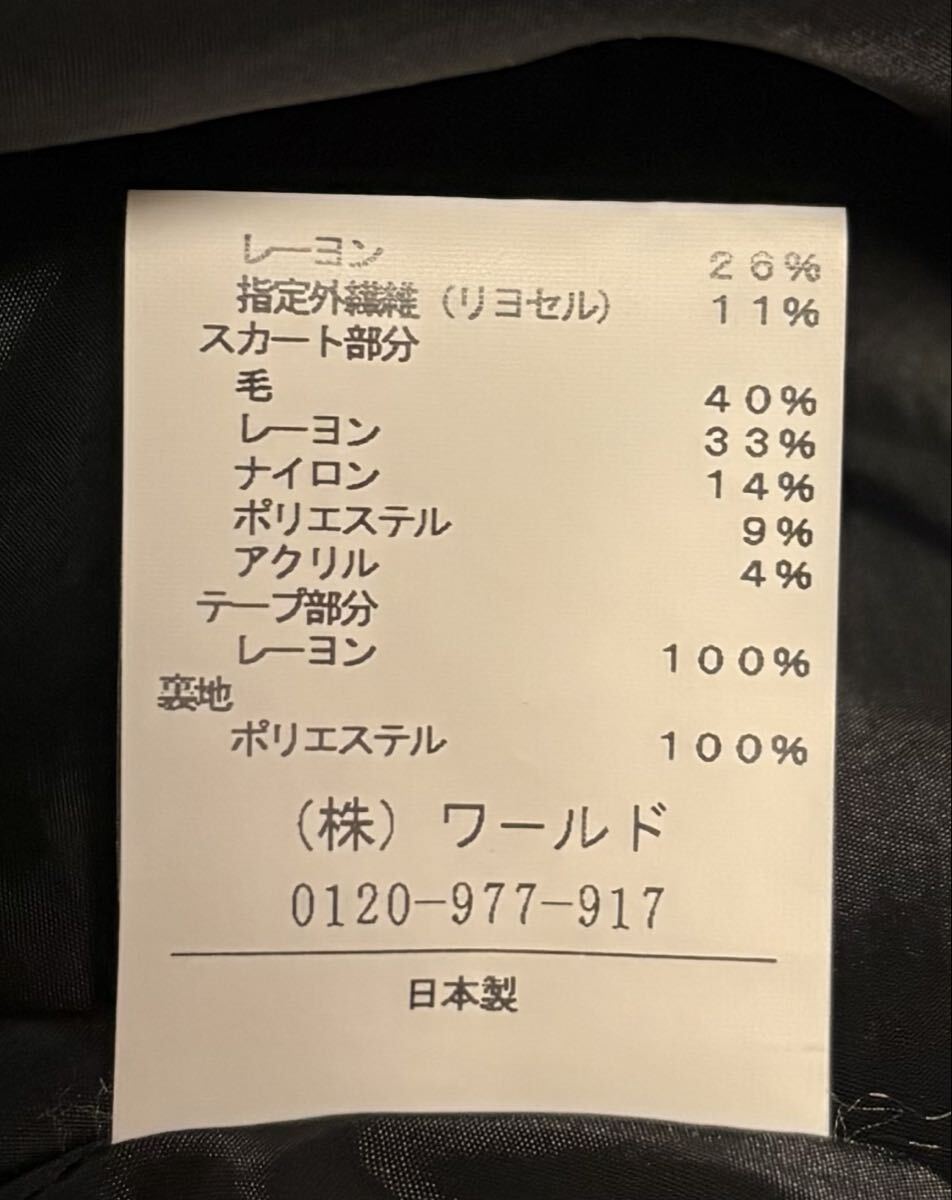 レーヨン 26%
指定外繊維(リヨセル) 11%
スカート部分
毛 40%
レーヨン 33%
ナイロン 14%
ポリエステル 9%
アクリル 4%
テープ部分
レーヨン 100%
裏地
ポリエステル 100%
(株)ワールド
0120-977-917
日本製